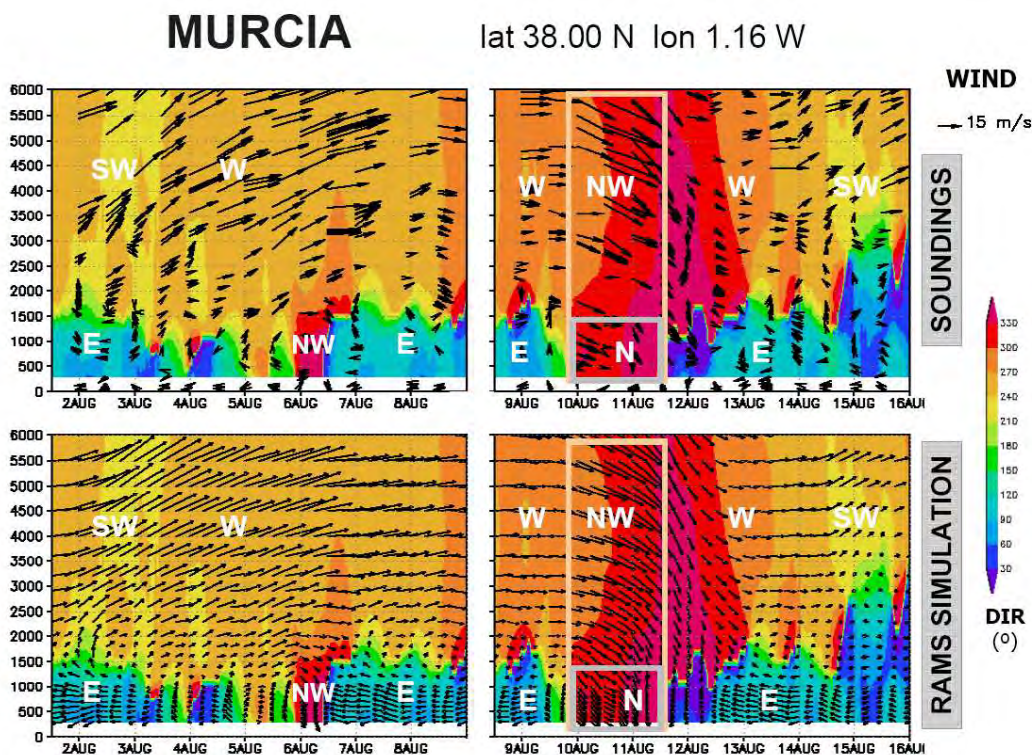 MURCIA lat 38.00 N lon 1.16 W
WIND
15 m/s
6000
5500
5000
4500
4000
3500
3000
2500
2000
1500
1000
500
0
SW W
E NW E
2AUG 3AUG 4AUG 5AUG 6AUG 7AUG 8AUG
W NW W SW
E N E
9AUG 10AUG 11AUG 12AUG 13AUG 14AUG 15AUG 16AUG
SOUNDINGS
6000
5500
5000
4500
4000
3500
3000
2500
2000
1500
1000
500
0
SW W
E NW E
2AUG 3AUG 4AUG 5AUG 6AUG 7AUG 8AUG
W NW W SW
E N E
9AUG 10AUG 11AUG 12AUG 13AUG 14AUG 15AUG 16AUG
RAMS SIMULATION
330
300
270
240
210
180
150
120
90
60
30
DIR
(º)